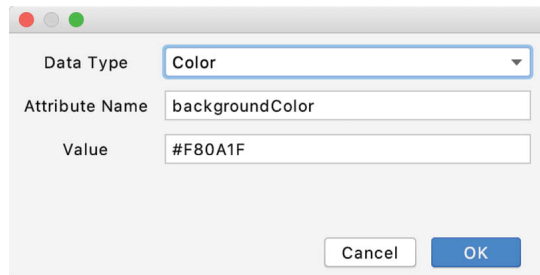 Data Type Color
Attribute Name backgroundColor
Value #F80A1F
Cancel OK